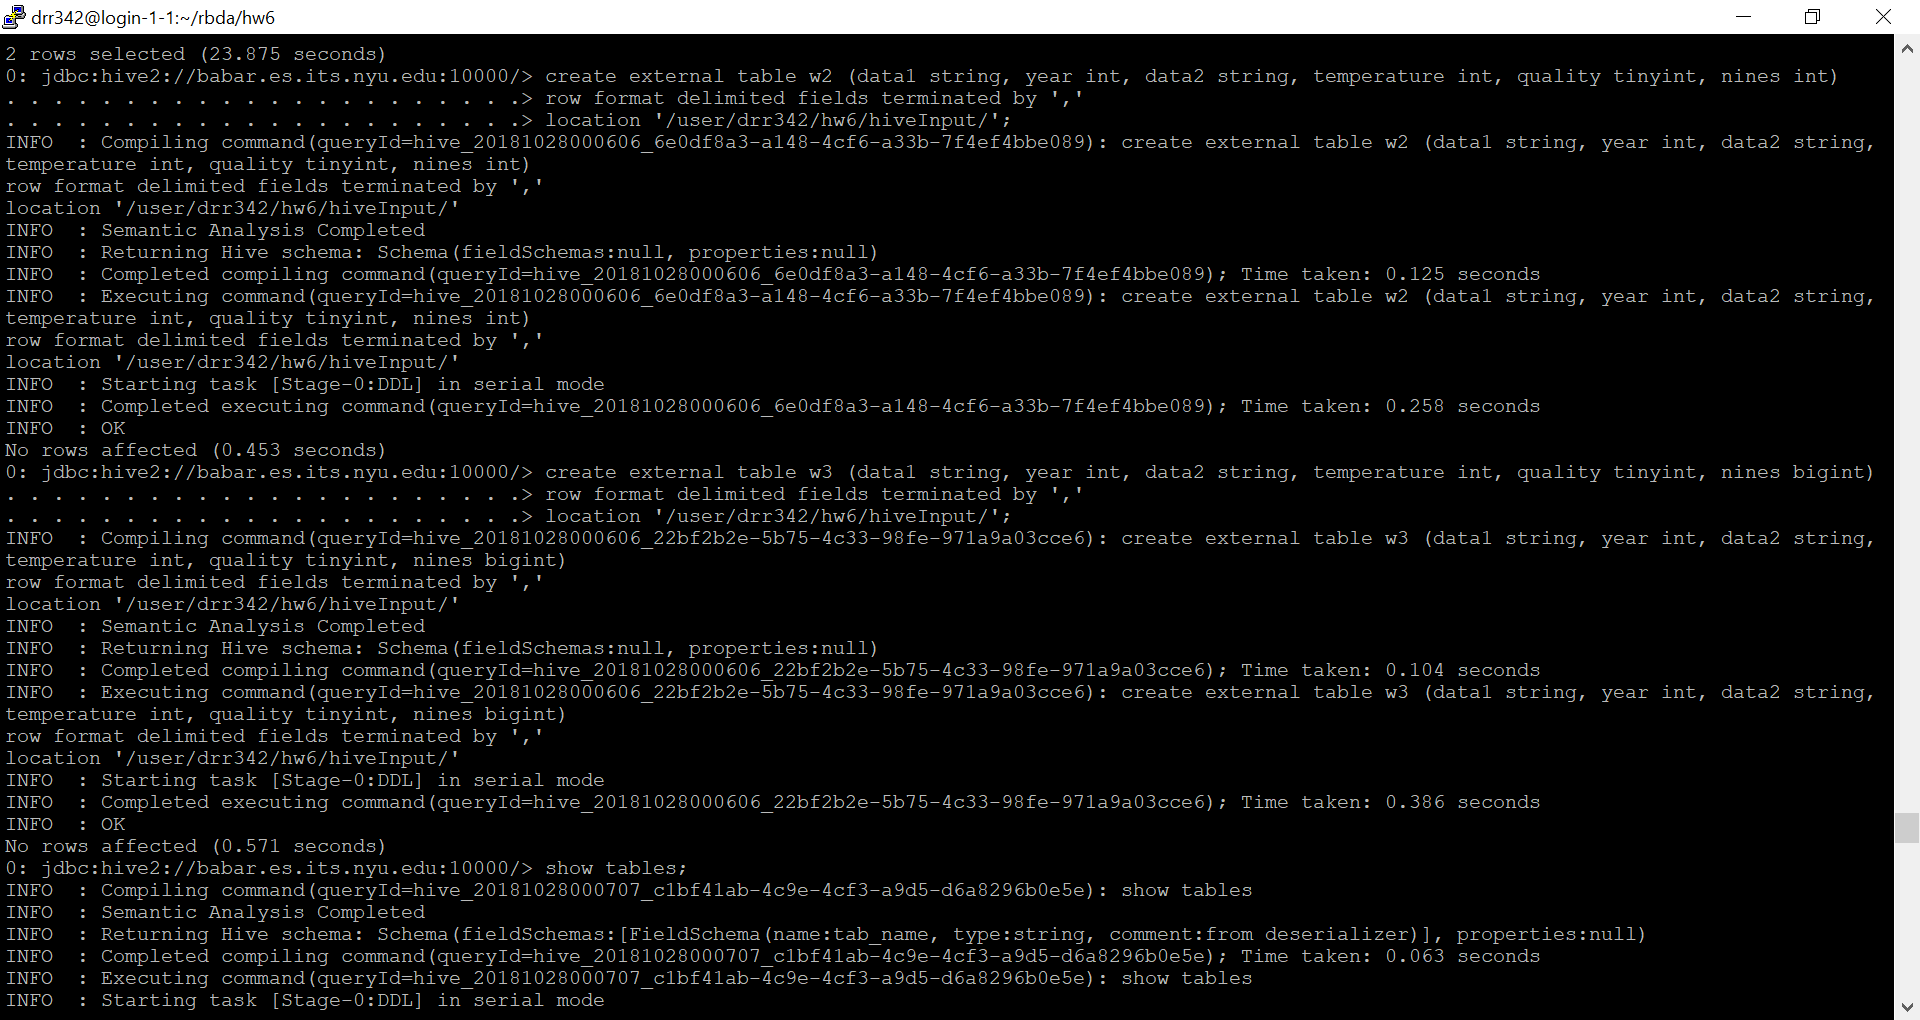 drr342@login-1-1:~/rbda/hw6
2 rows selected (23.875 seconds)
0: jdbc:hive2://babar.es.its.nyu.edu:10000/> create external table w2 (data1 string, year int, data2 string, temperature int, quality tinyint, nines int)
. . . . . . . . . . . . . . . . . . . . . .> row format delimited fields terminated by ','
. . . . . . . . . . . . . . . . . . . . . .> location '/user/drr342/hw6/hiveInput/';
INFO  : Compiling command(queryId=hive_20181028000606_6e0df8a3-a148-4cf6-a33b-7f4ef4bbe089): create external table w2 (data1 string, year int, data2 string,
temperature int, quality tinyint, nines int)
row format delimited fields terminated by ','
location '/user/drr342/hw6/hiveInput/'
INFO  : Semantic Analysis Completed
INFO  : Returning Hive schema: Schema(fieldSchemas:null, properties:null)
INFO  : Completed compiling command(queryId=hive_20181028000606_6e0df8a3-a148-4cf6-a33b-7f4ef4bbe089); Time taken: 0.125 seconds
INFO  : Executing command(queryId=hive_20181028000606_6e0df8a3-a148-4cf6-a33b-7f4ef4bbe089): create external table w2 (data1 string, year int, data2 string,
temperature int, quality tinyint, nines int)
row format delimited fields terminated by ','
location '/user/drr342/hw6/hiveInput/'
INFO  : Starting task [Stage-0:DDL] in serial mode
INFO  : Completed executing command(queryId=hive_20181028000606_6e0df8a3-a148-4cf6-a33b-7f4ef4bbe089); Time taken: 0.258 seconds
INFO  : OK
No rows affected (0.453 seconds)
0: jdbc:hive2://babar.es.its.nyu.edu:10000/> create external table w3 (data1 string, year int, data2 string, temperature int, quality tinyint, nines bigint)
. . . . . . . . . . . . . . . . . . . . . .> row format delimited fields terminated by ','
. . . . . . . . . . . . . . . . . . . . . .> location '/user/drr342/hw6/hiveInput/';
INFO  : Compiling command(queryId=hive_20181028000606_22bf2b2e-5b75-4c33-98fe-971a9a03cce6): create external table w3 (data1 string, year int, data2 string,
temperature int, quality tinyint, nines bigint)
row format delimited fields terminated by ','
location '/user/drr342/hw6/hiveInput/'
INFO  : Semantic Analysis Completed
INFO  : Returning Hive schema: Schema(fieldSchemas:null, properties:null)
INFO  : Completed compiling command(queryId=hive_20181028000606_22bf2b2e-5b75-4c33-98fe-971a9a03cce6); Time taken: 0.104 seconds
INFO  : Executing command(queryId=hive_20181028000606_22bf2b2e-5b75-4c33-98fe-971a9a03cce6): create external table w3 (data1 string, year int, data2 string,
temperature int, quality tinyint, nines bigint)
row format delimited fields terminated by ','
location '/user/drr342/hw6/hiveInput/'
INFO  : Starting task [Stage-0:DDL] in serial mode
INFO  : Completed executing command(queryId=hive_20181028000606_22bf2b2e-5b75-4c33-98fe-971a9a03cce6); Time taken: 0.386 seconds
INFO  : OK
No rows affected (0.571 seconds)
0: jdbc:hive2://babar.es.its.nyu.edu:10000/> show tables;
INFO  : Compiling command(queryId=hive_20181028000707_c1bf41ab-4c9e-4cf3-a9d5-d6a8296b0e5e): show tables
INFO  : Semantic Analysis Completed
INFO  : Returning Hive schema: Schema(fieldSchemas:[FieldSchema(name:tab_name, type:string, comment:from deserializer)], properties:null)
INFO  : Completed compiling command(queryId=hive_20181028000707_c1bf41ab-4c9e-4cf3-a9d5-d6a8296b0e5e); Time taken: 0.063 seconds
INFO  : Executing command(queryId=hive_20181028000707_c1bf41ab-4c9e-4cf3-a9d5-d6a8296b0e5e): show tables
INFO  : Starting task [Stage-0:DDL] in serial mode